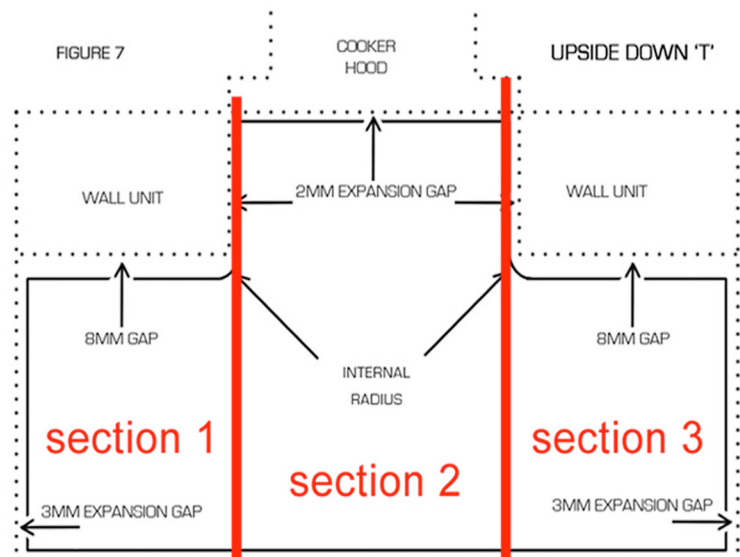 FIGURE 7
COOKER
HOOD
UPSIDE DOWN 'T'
WALL UNIT
2MM EXPANSION GAP
WALL UNIT
8MM GAP
INTERNAL
RADIUS
8MM GAP
section 1
section 2
section 3
3MM EXPANSION GAP
3MM EXPANSION GAP